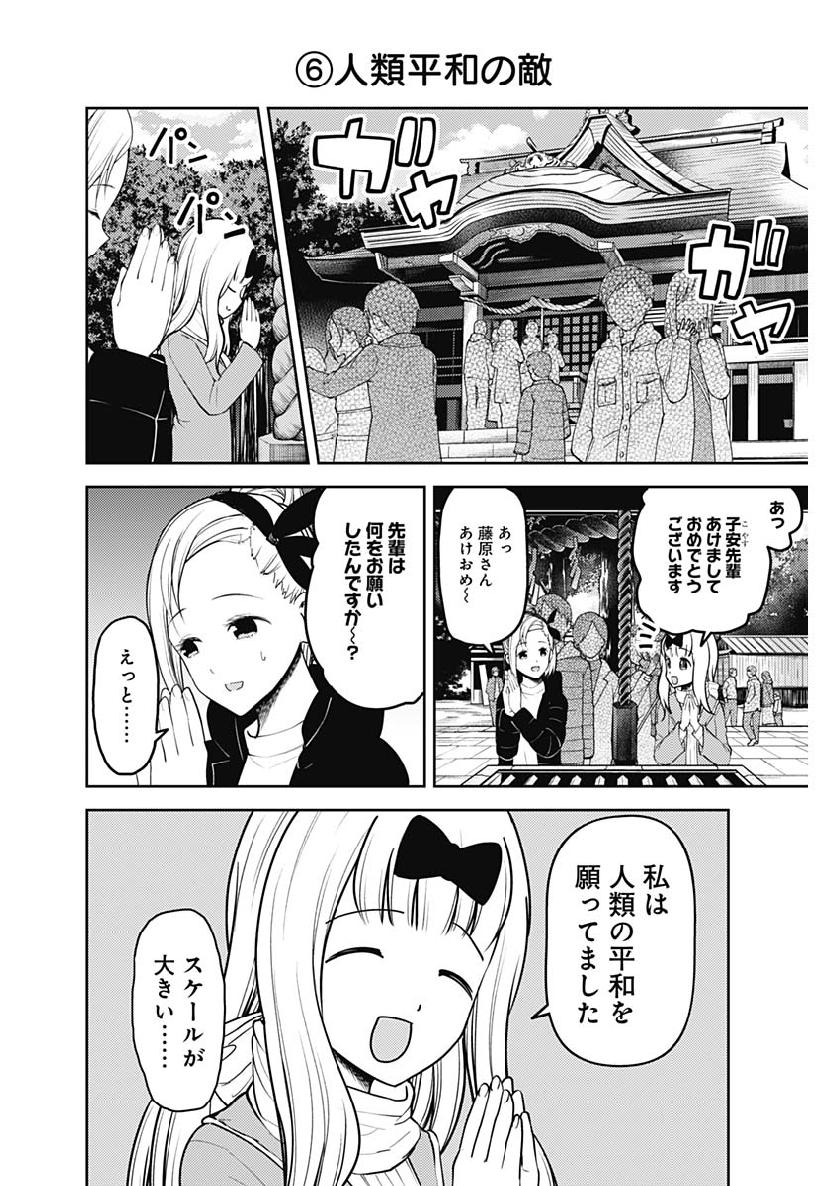 ⑥人類平和の敵
ガヤ
ガヤ
パン
パン
あっ
子安先輩
こやす
あけまして
おめでとう
ございます
あっ
藤原さん
あけおめ〜
先輩は
何をお願い
したんですか〜?
えっと……
私は
人類の平和を
願ってました
スケールが
大きい……